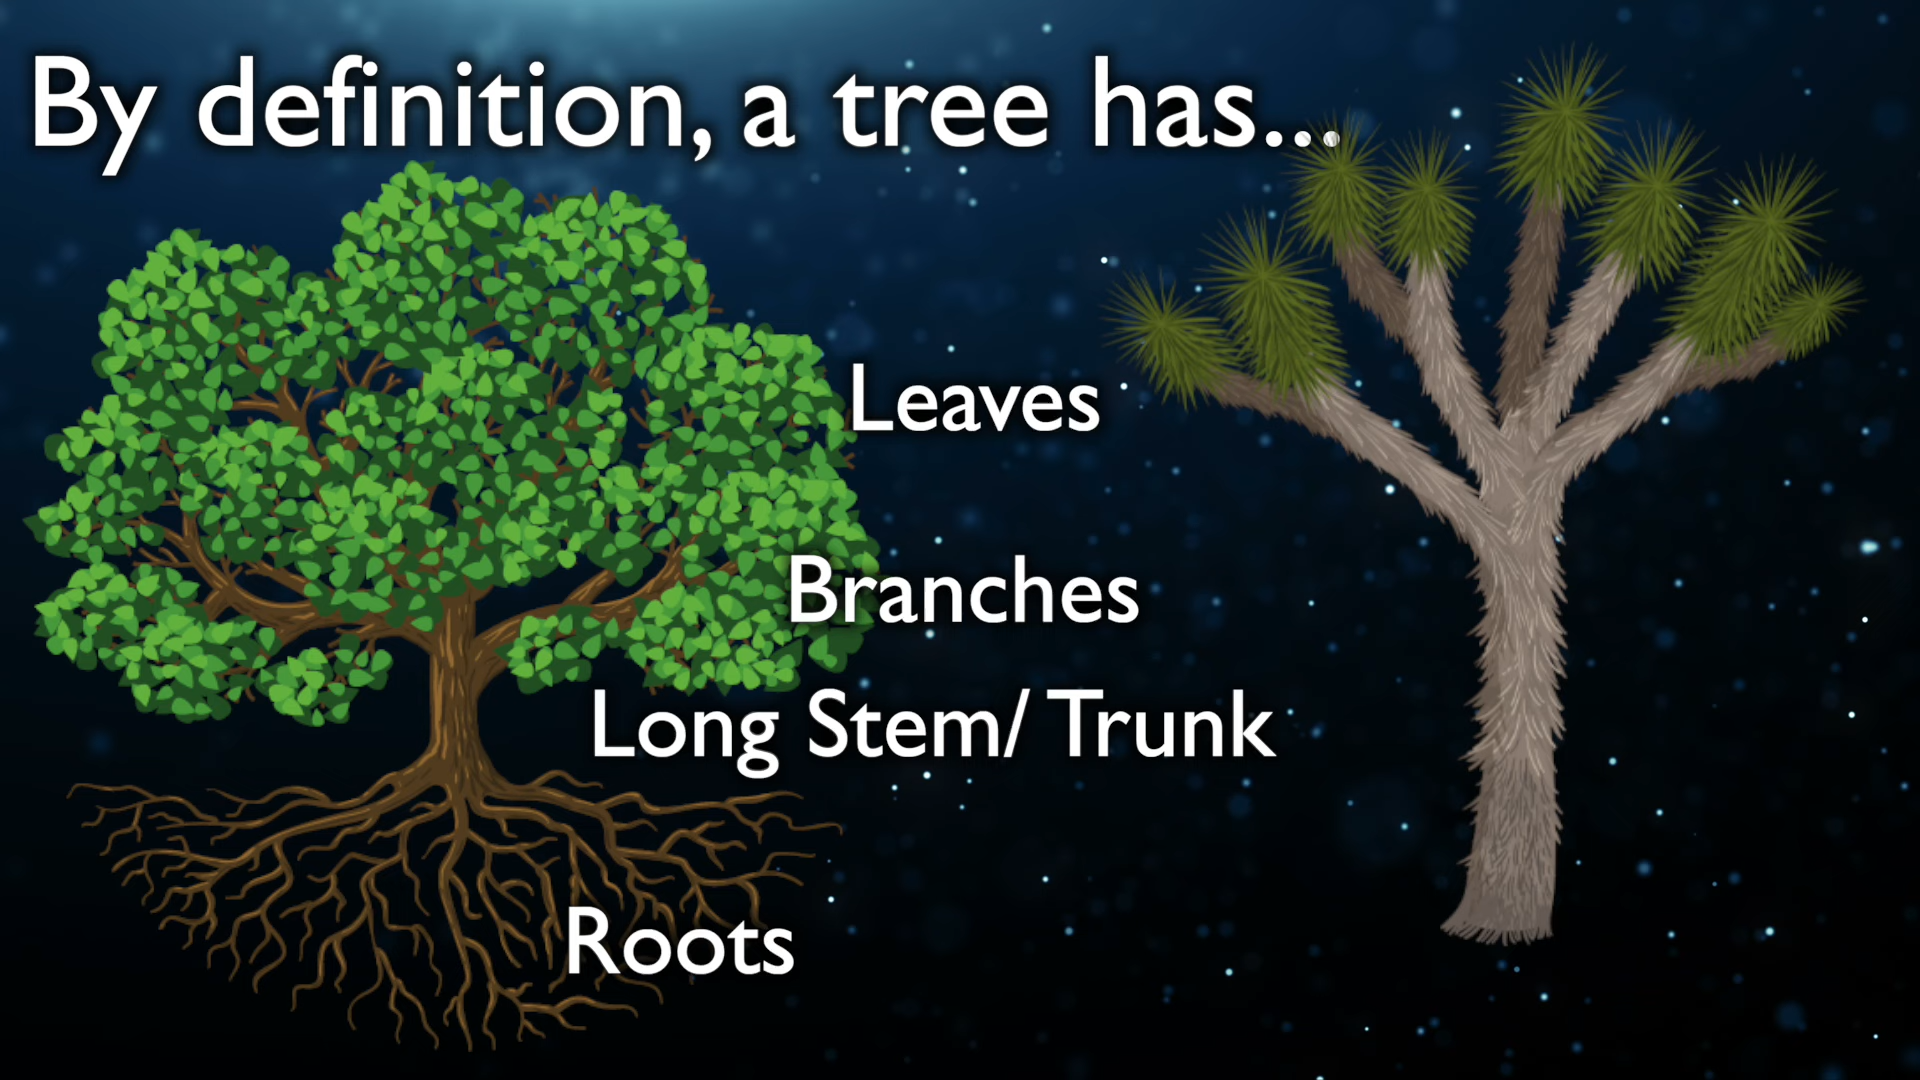 By definition, a tree has...
Leaves
Branches
Long Stem/ Trunk
Roots